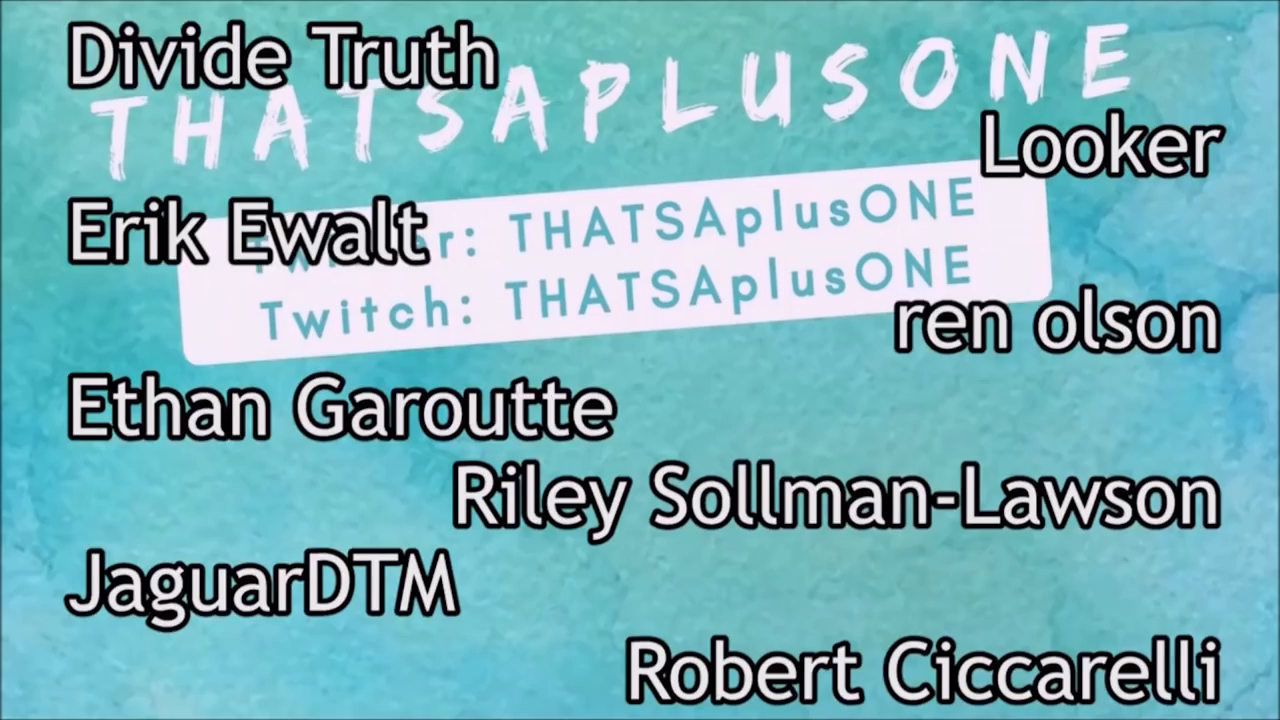 Divide Truth
THATSAPLUSONE
Looker
Erik Ewalt
THATSAplusONE
Twitch: THATSAplusONE
ren olson
Ethan Garoutte
Riley Sollman-Lawson
JaguarDTM
Robert Ciccarelli